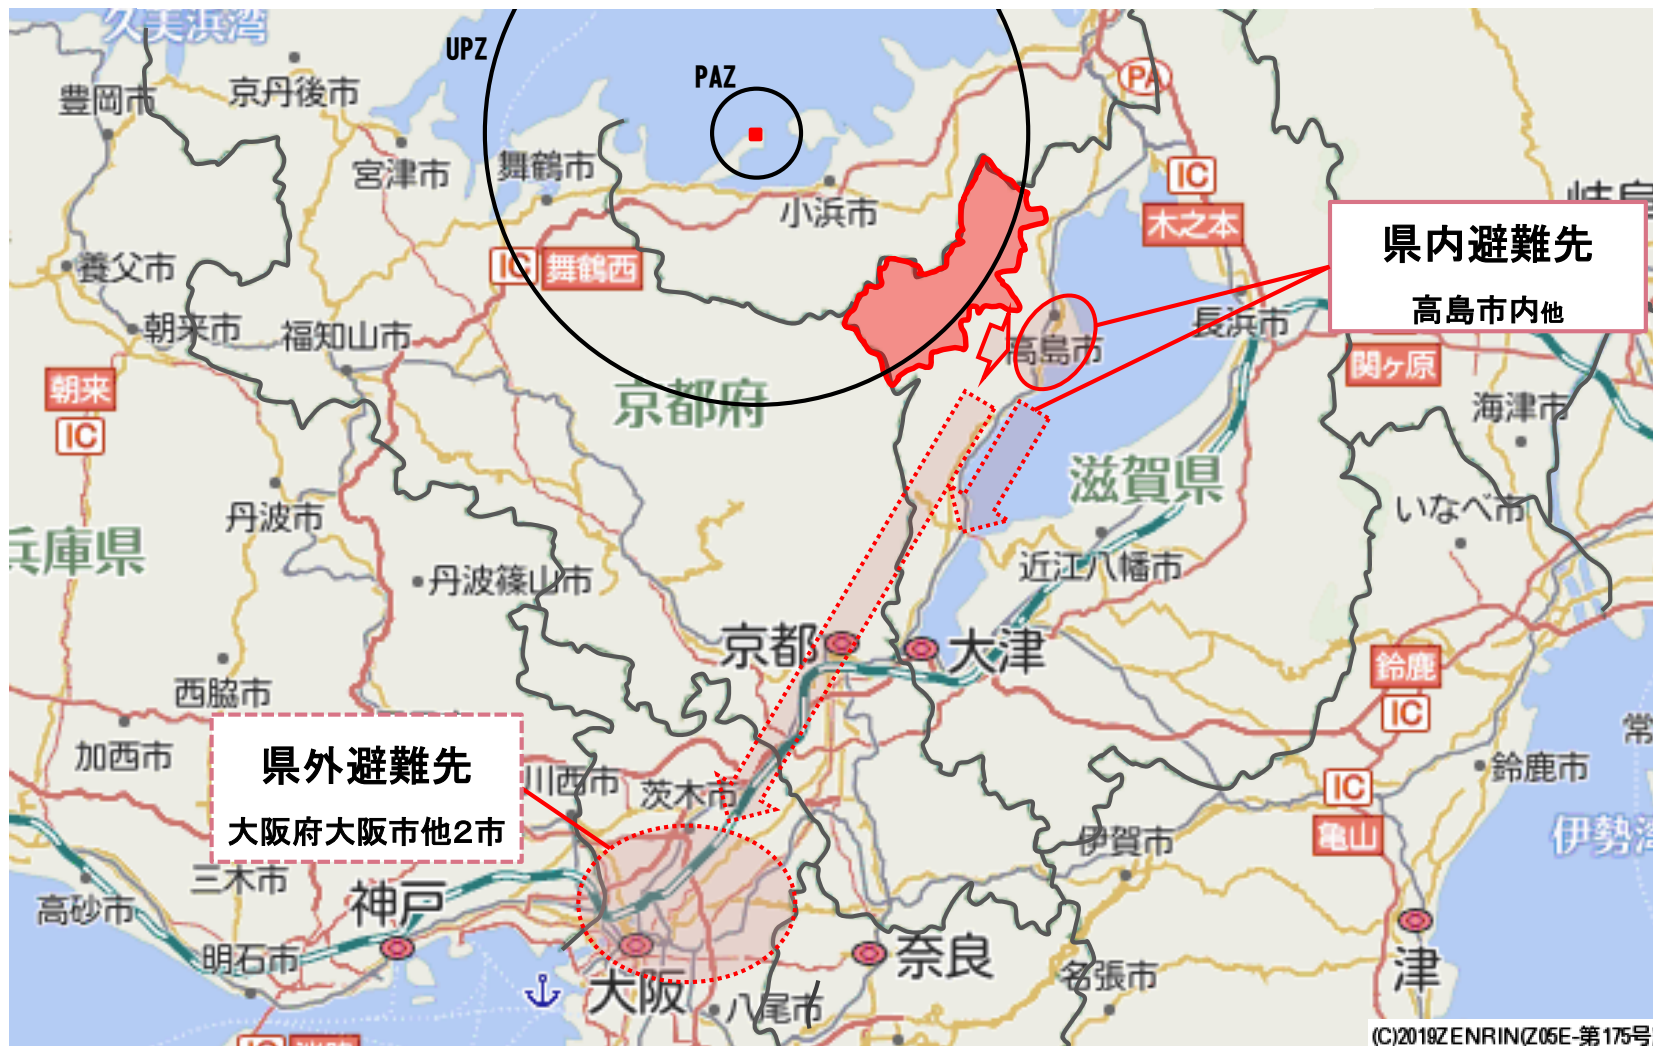 久美浜湾
UPZ
PAZ
PA
豊岡市
京丹後市
宮津市
舞鶴市
小浜市
IC
木之本
県内避難先
高島市内他
養父市
IC
舞鶴西
朝来市
福知山市
高島市
長浜市
関ヶ原
朝来
IC
京都府
海津市
滋賀県
いなべ市
丹波市
兵庫県
丹波篠山市
近江八幡市
京都
大津
鈴鹿
IC
西脇市
加西市
県外避難先
大阪府大阪市他2市
川西市
茨木市
鈴鹿市
IC
亀山
伊賀市
三木市
高砂市
神戸
明石市
大阪
八尾市
奈良
名張市
津
IC
(C)2019ZENRIN(Z05E-第175号